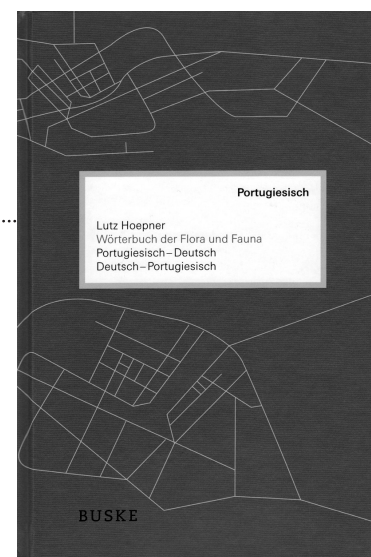 Portugiesisch
Lutz Hoepner
Wörterbuch der Flora und Fauna
Portugiesisch–Deutsch
Deutsch–Portugiesisch
BUSKE